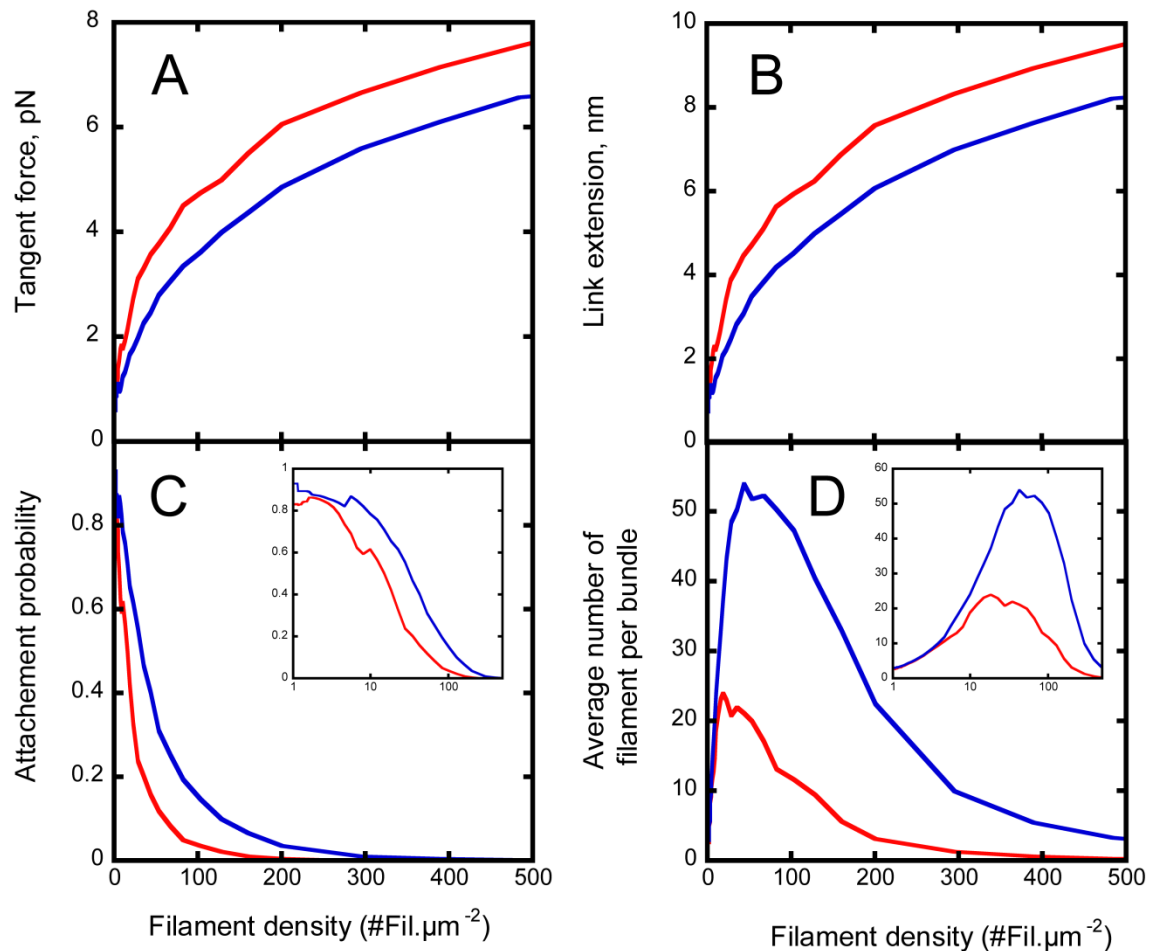 A
Tangent force, pN
8
6
4
2
0
B
Link extension, nm
10
8
6
4
2
0
C
Attachement probability
0.8
0.6
0.4
0.2
0
0 100 200 300 400 500
Filament density (#Fil.µm-2)
1
0.8
0.6
0.4
0.2
0
1 10 100
D
Average number of
filament per bundle
50
40
30
20
10
0
0 100 200 300 400 500
Filament density (#Fil.µm-2)
60
50
40
30
20
10
0
1 10 100